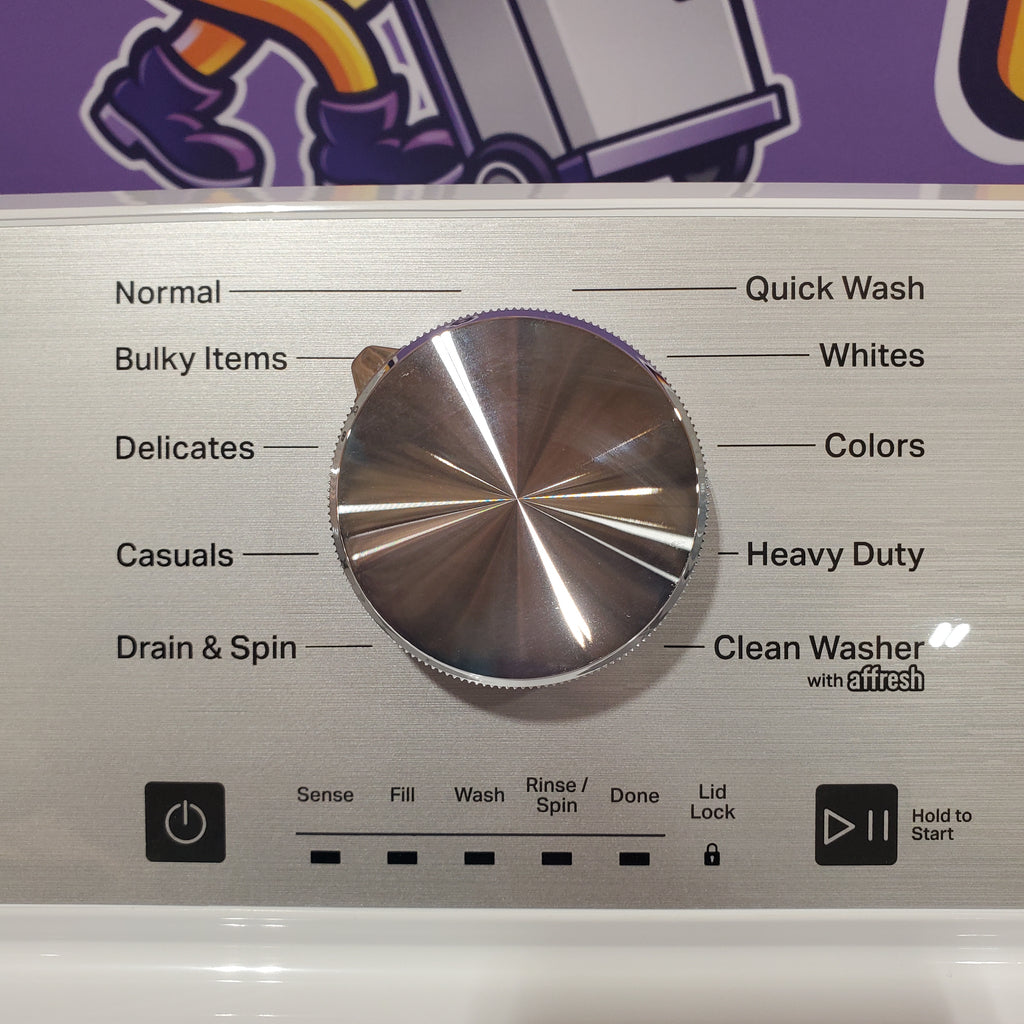 Normal
Quick Wash
Bulky Items
Whites
Delicates
Colors
Casuals
Heavy Duty
Drain & Spin
Clean Washer
with affresh
Sense
Fill
Wash
Rinse /
Spin
Done
Lid
Lock
Hold to
Start